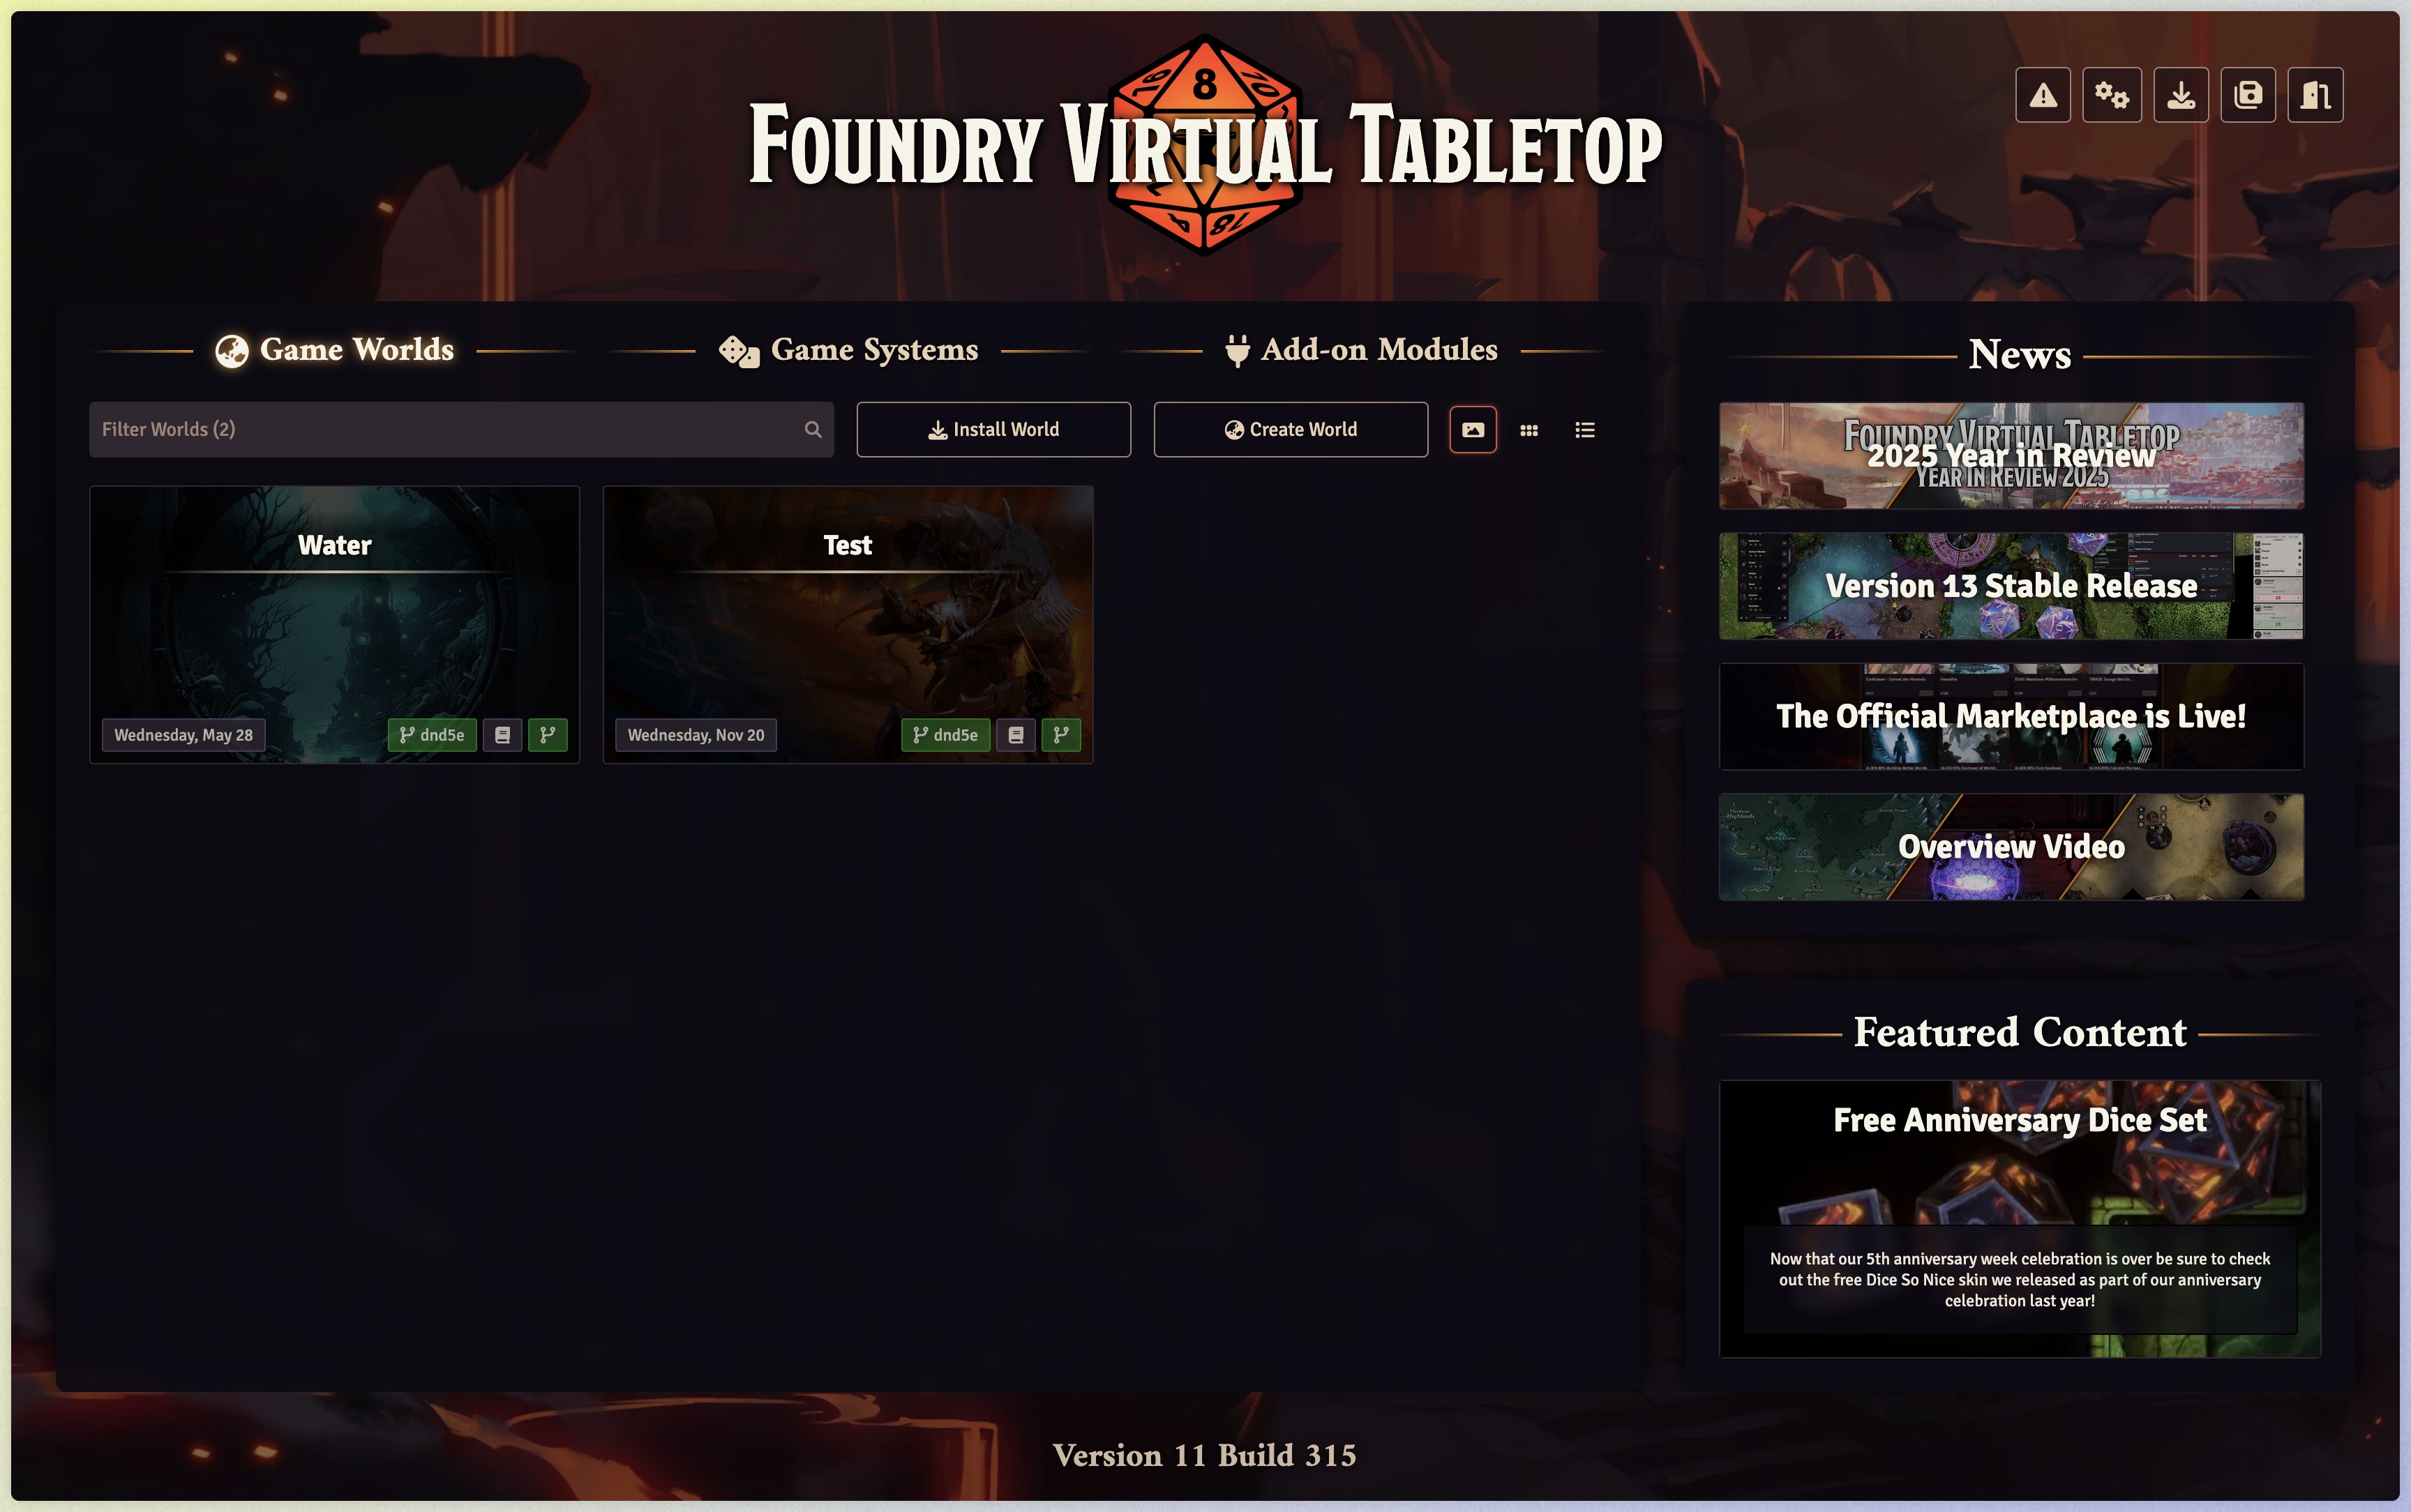 FOUNDRY VIRTUAL TABLETOP
8
Game Worlds
Game Systems
Add-on Modules
Filter Worlds (2)
Install World
Create World
Water
Wednesday, May 28
dnd5e
Test
Wednesday, Nov 20
dnd5e
News
FOUNDRY VIRTUAL TABLETOP
2025 Year in Review
YEAR IN REVIEW 2025
Version 13 Stable Release
The Official Marketplace is Live!
Overview Video
Featured Content
Free Anniversary Dice Set
Now that our 5th anniversary week celebration is over be sure to check
out the free Dice So Nice skin we released as part of our anniversary
celebration last year!
Version 11 Build 315